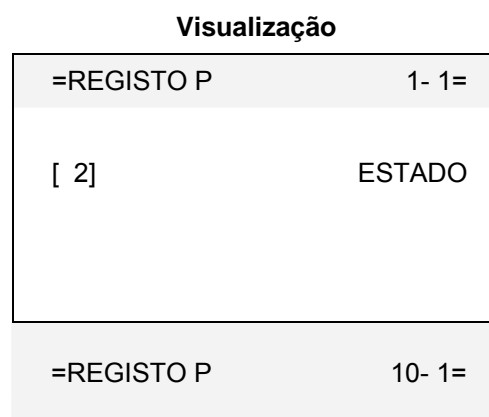 Visualização
=REGISTO P 1- 1=
[ 2] ESTADO
=REGISTO P 10- 1=